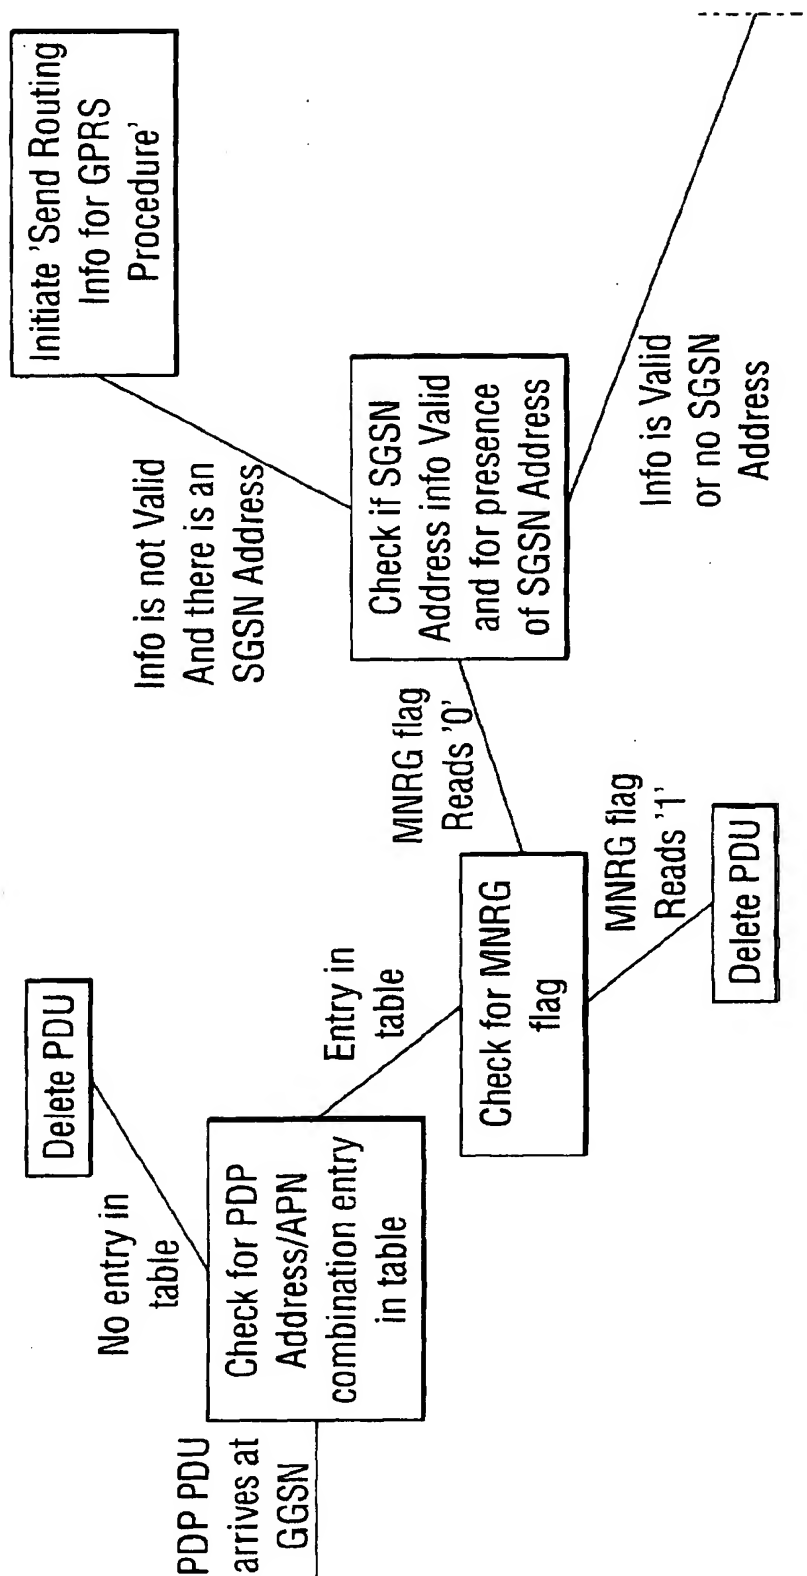 PDP PDU
arrives at
GGSN
Check for PDP
Address/APN
combination entry
in table
No entry in
table
Delete PDU
Entry in
table
Check for MNRG
flag
MNRG flag
Reads '1'
Delete PDU
MNRG flag
Reads '0'
Check if SGSN
Address info Valid
and for presence
of SGSN Address
Info is not Valid
And there is an
SGSN Address
Initiate 'Send Routing
Info for GPRS
Procedure'
Info is Valid
or no SGSN
Address